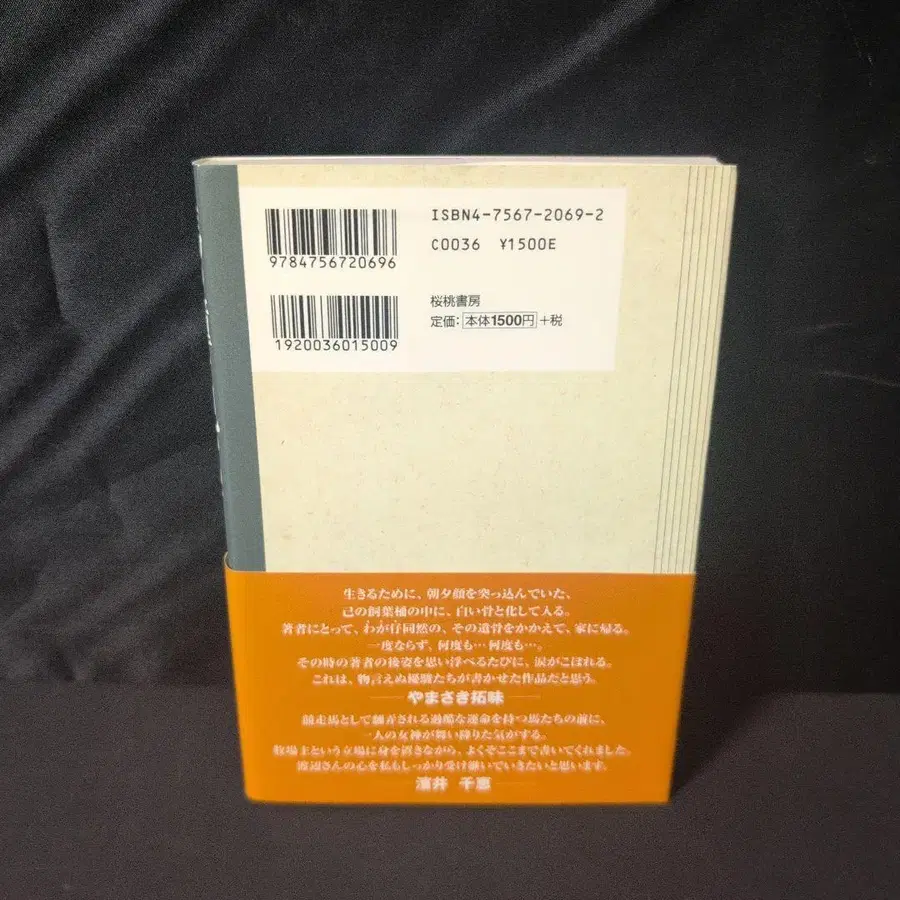 ISBN4-7567-2069-2
C0036 ¥1500E
9784756720696
桜桃書房
定価:本体1500円+税
1920036015009
生きるために、朝夕顔を突っ込んでいた、
己の飼葉桶の中に、白い骨と化して入る。
著者にとって、わが仔同然の、その遺骨をかかえて、家に帰る。
一度ならず、何度も…何度も…。
その時の著者の後姿を思い浮べるたびに、涙がこぼれる。
これは、物言えぬ優駿たちが書かせた作品だと思う。
やまさき拓味
競走馬として翻弄される過酷な運命を持つ馬たちの前に、
一人の女神が舞い降りた気がする。
牧場主という立場に身を置きながら、よくぞここまで書いてくれました。
渡辺さんの心を私もしっかり受け継いでいきたいと思います。
濱井 千恵